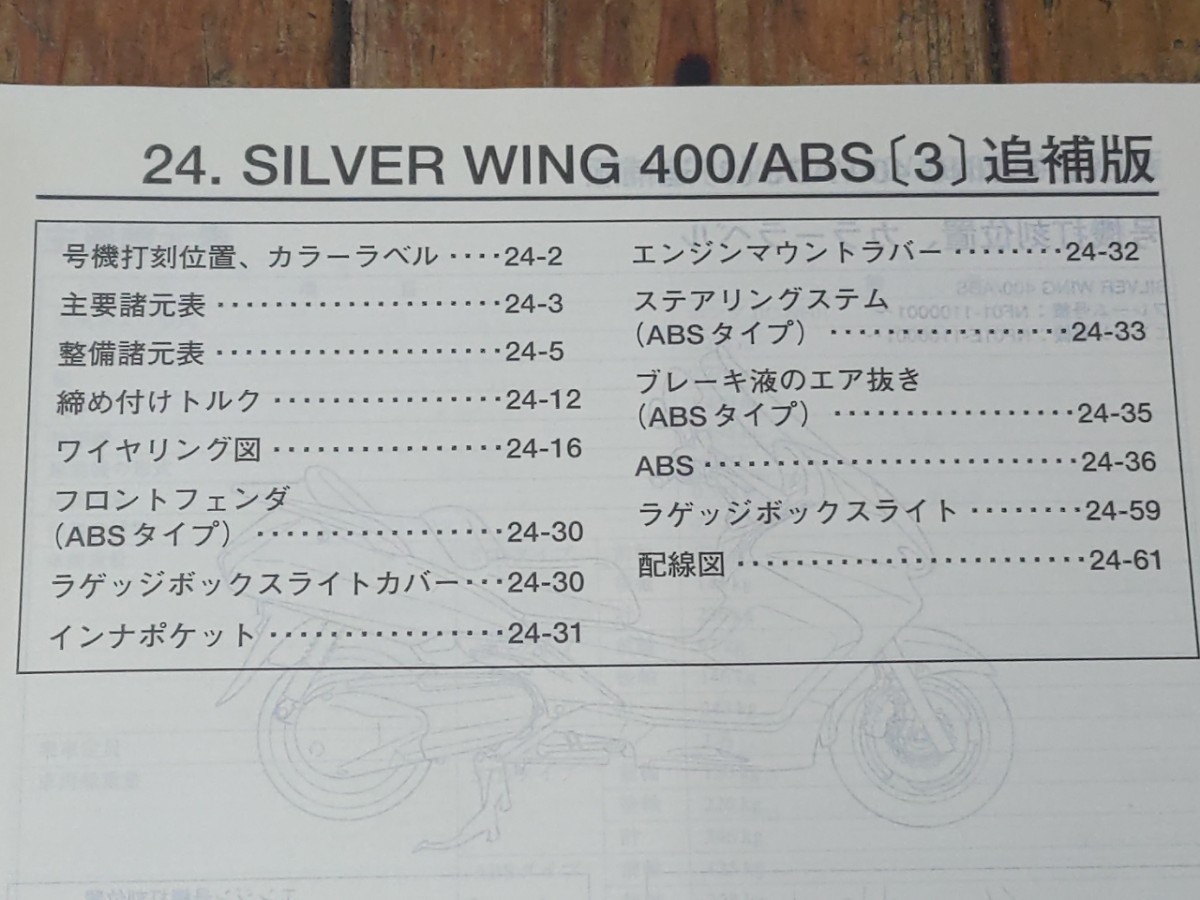 24. SILVER WING 400/ABS〔3〕追補版
号機打刻位置、カラーラベル ････24-2
主要諸元表 ･････････････････24-3
整備諸元表 ･････････････････24-5
締め付けトルク ･･････････････24-12
ワイヤリング図 ･･････････････24-16
フロントフェンダ
（ABSタイプ） ･･･････････････24-30
ラゲッジボックスライトカバー ･･･24-30
インナポケット ･･････････････24-31
エンジンマウントラバー ････････24-32
ステアリングステム
（ABSタイプ） ･･･････････････24-33
ブレーキ液のエア抜き
（ABSタイプ） ･･･････････････24-35
ABS ･･････････････････････24-36
ラゲッジボックスライト ････････24-59
配線図 ････････････････････24-61